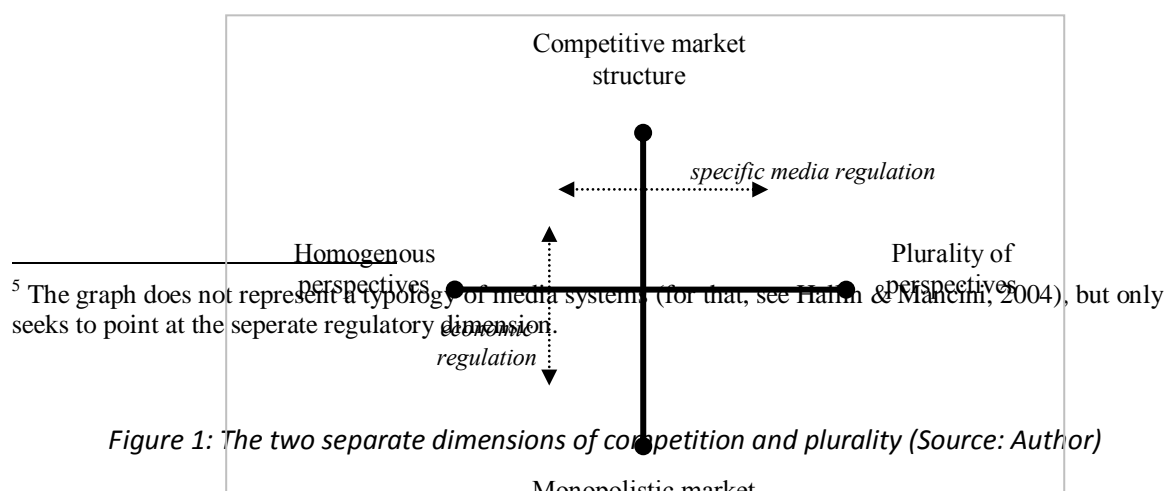 Competitive market
structure
specific media regulation
Homogenous
perspectives
Plurality of
perspectives
economic
regulation
5 The graph does not represent a typology of media systems (for that, see Hallin & Mancini, 2004), but only
seeks to point at the seperate regulatory dimension.
Figure 1: The two separate dimensions of competition and plurality (Source: Author)
Monopolistic market